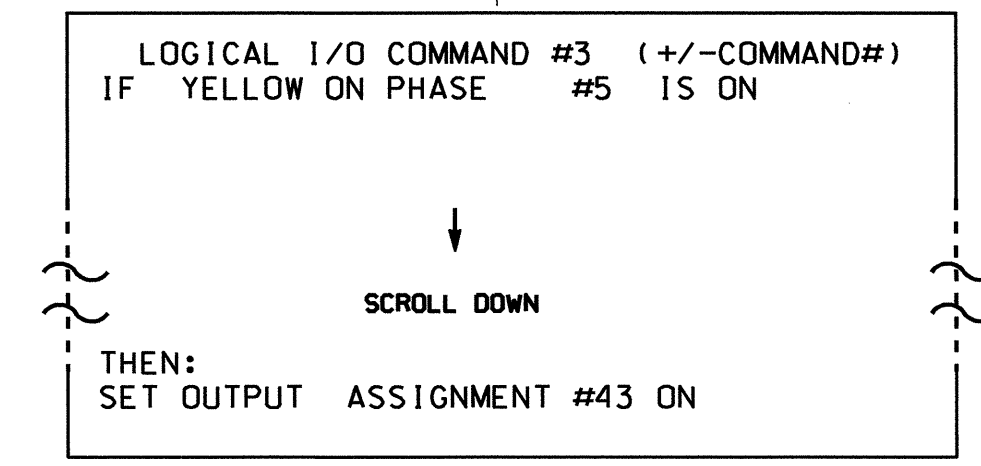 LOGICAL I/O COMMAND #3 (+/-COMMAND#)
IF YELLOW ON PHASE #5 IS ON
SCROLL DOWN
THEN:
SET OUTPUT ASSIGNMENT #43 ON